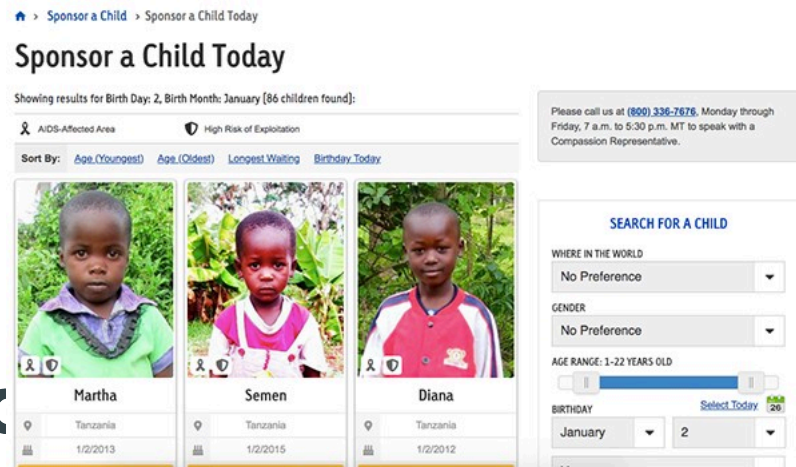 > Sponsor a Child > Sponsor a Child Today
Sponsor a Child Today
Showing results for Birth Day: 2, Birth Month: January [86 children found]:
AIDS-Affected Area High Risk of Exploitation
Sort By: Age (Youngest) Age (Oldest) Longest Waiting Birthday Today
Martha
Tanzania
1/2/2013
Semen
Tanzania
1/2/2015
Diana
Tanzania
1/2/2012
Please call us at (800) 336-7676, Monday through
Friday, 7 a.m. to 5:30 p.m. MT to speak with a
Compassion Representative.
SEARCH FOR A CHILD
WHERE IN THE WORLD
No Preference
GENDER
No Preference
AGE RANGE: 1-22 YEARS OLD
BIRTHDAY Select Today 26
January 2